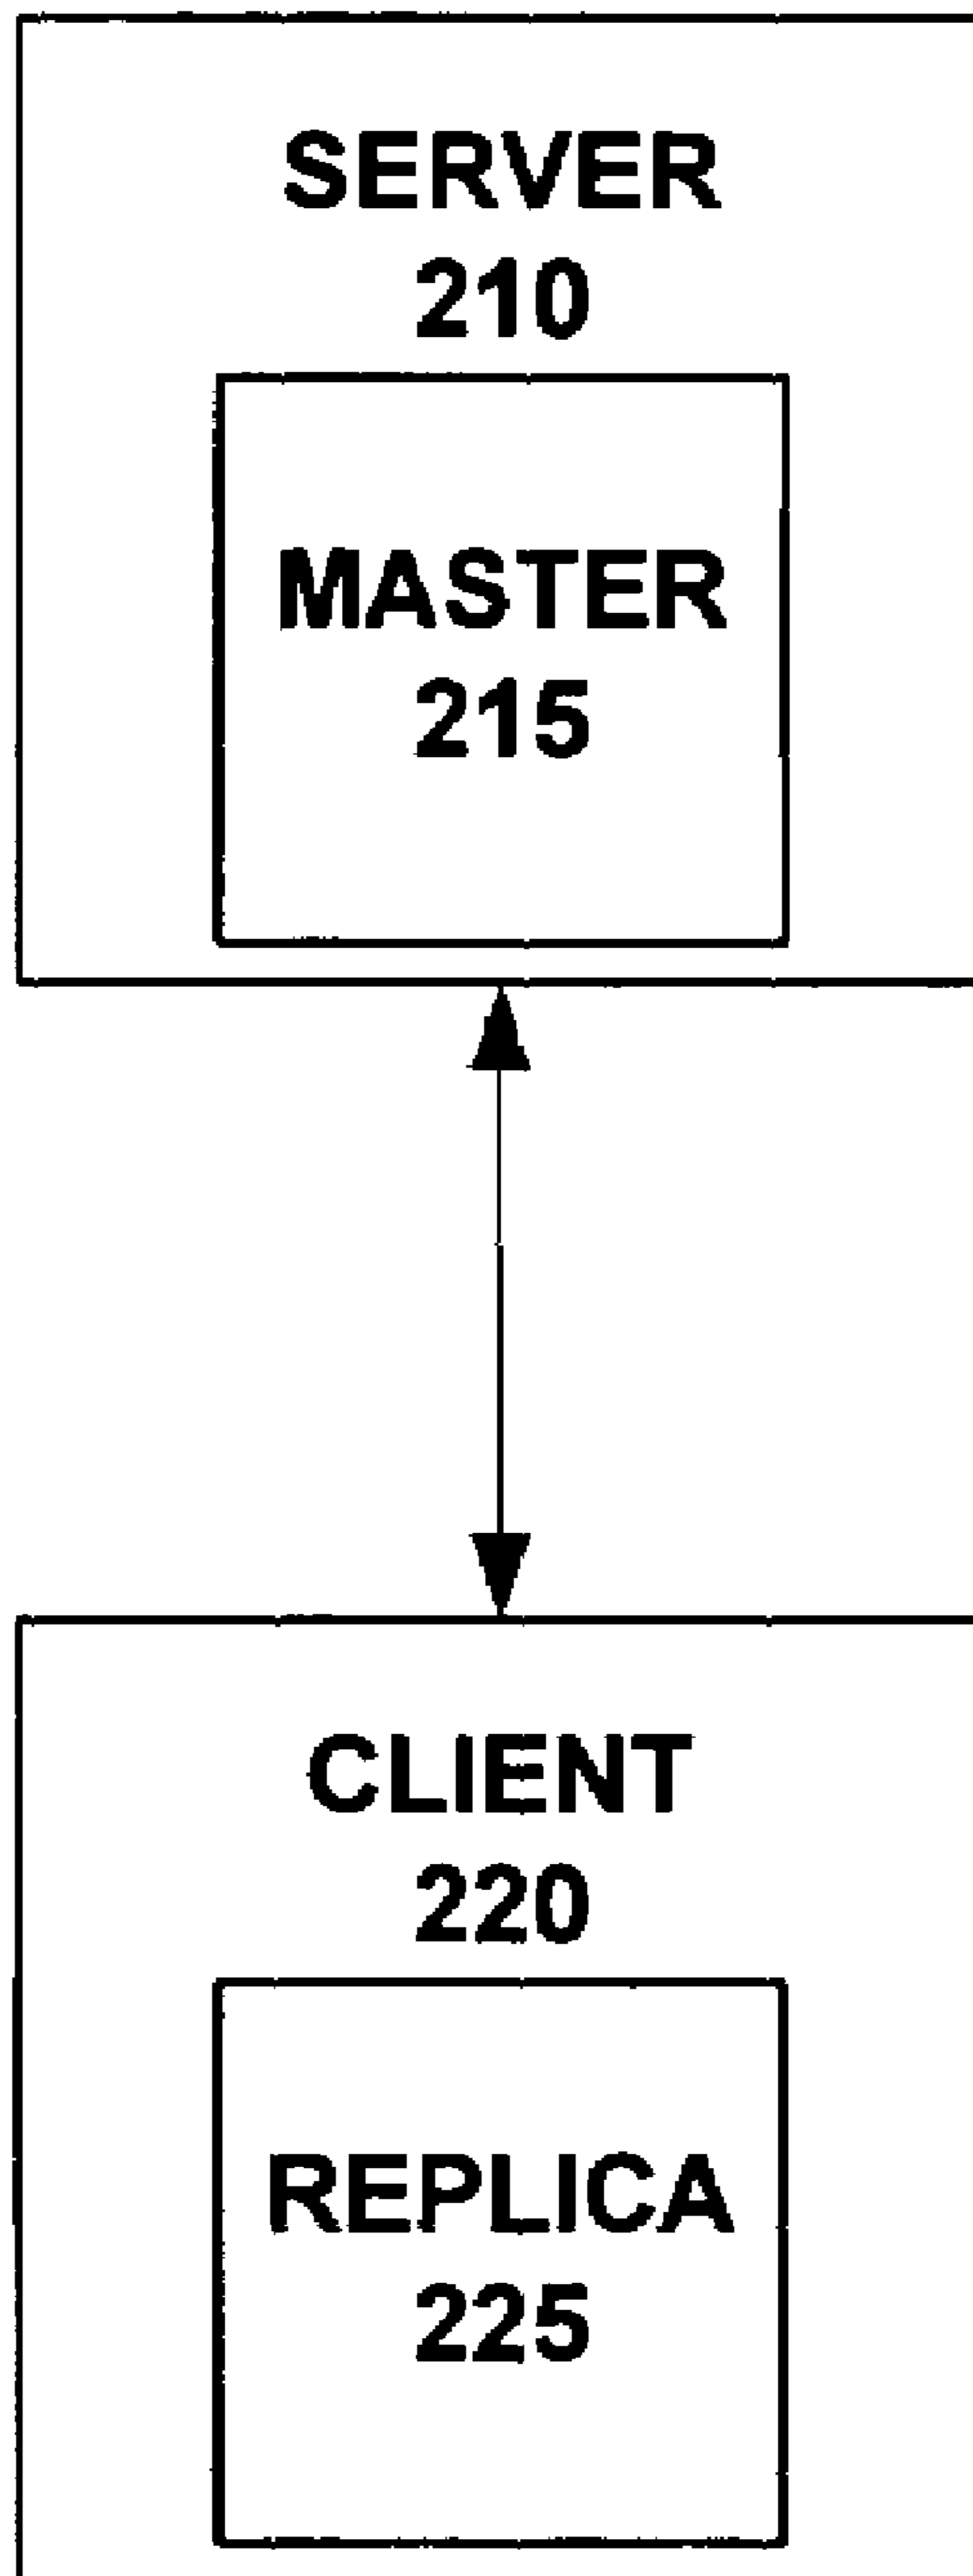 SERVER
210
MASTER
215
CLIENT
220
REPLICA
225